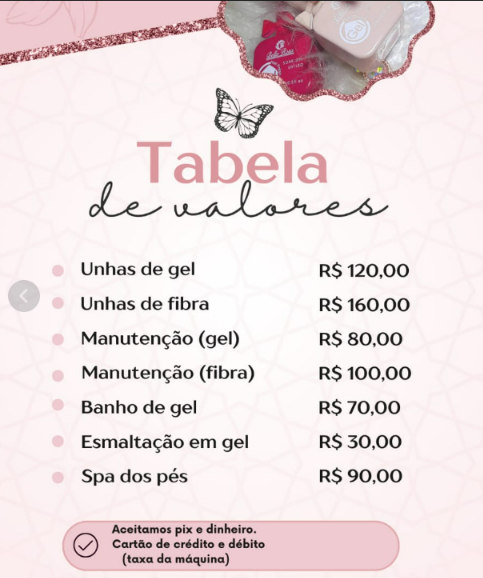 Tabela
de valores
Unhas de gel R$ 120,00
Unhas de fibra R$ 160,00
Manutenção (gel) R$ 80,00
Manutenção (fibra) R$ 100,00
Banho de gel R$ 70,00
Esmaltação em gel R$ 30,00
Spa dos pés R$ 90,00
Aceitamos pix e dinheiro.
Cartão de crédito e débito
(taxa da máquina)